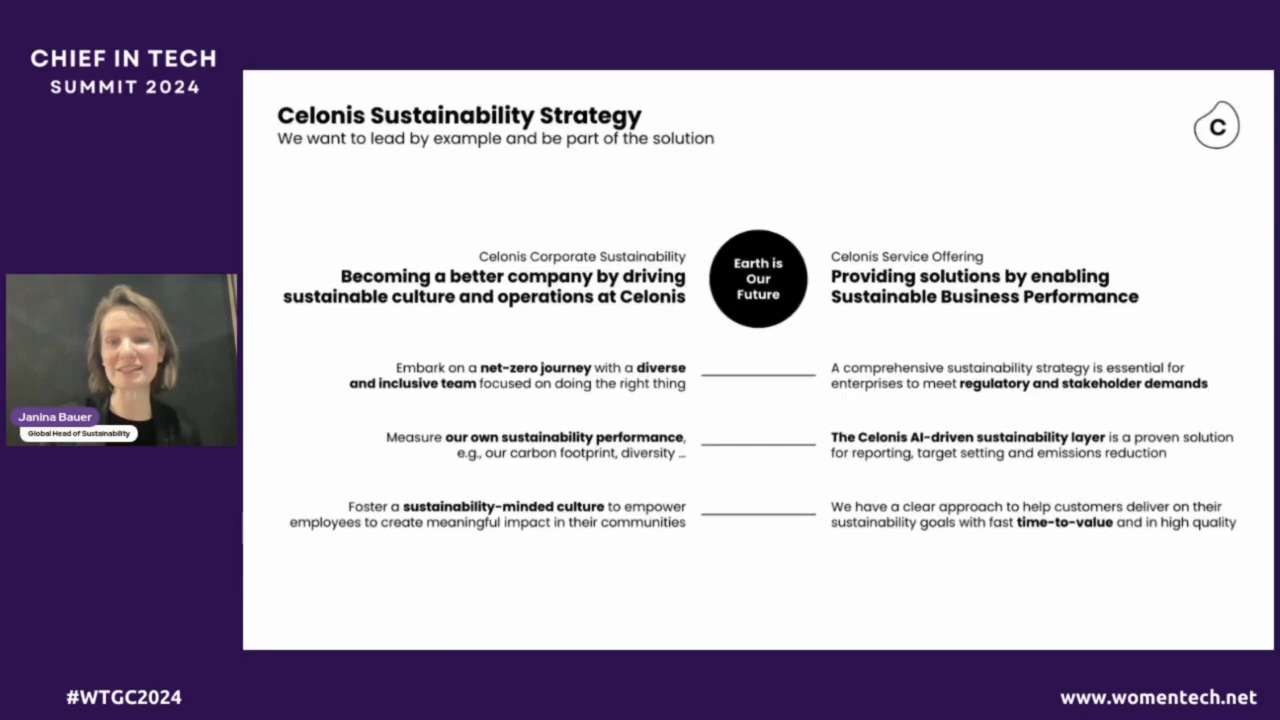 CHIEF IN TECH
SUMMIT 2024
Celonis Sustainability Strategy
We want to lead by example and be part of the solution
C
Celonis Corporate Sustainability
Becoming a better company by driving
sustainable culture and operations at Celonis
Earth is
Our
Future
Celonis Service Offering
Providing solutions by enabling
Sustainable Business Performance
Embark on a net-zero journey with a diverse
and inclusive team focused on doing the right thing
A comprehensive sustainability strategy is essential for
enterprises to meet regulatory and stakeholder demands
Measure our own sustainability performance,
e.g., our carbon footprint, diversity ...
The Celonis AI-driven sustainability layer is a proven solution
for reporting, target setting and emissions reduction
Foster a sustainability-minded culture to empower
employees to create meaningful impact in their communities
We have a clear approach to help customers deliver on their
sustainability goals with fast time-to-value and in high quality
Janina Bauer
Global Head of Sustainability
#WTGC2024
www.womentech.net